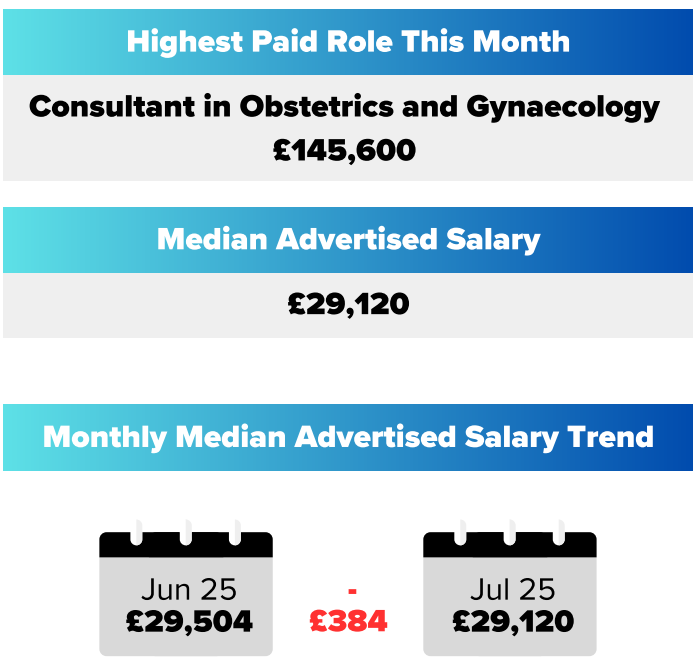 Highest Paid Role This Month
Consultant in Obstetrics and Gynaecology
£145,600
Median Advertised Salary
£29,120
Monthly Median Advertised Salary Trend
Jun 25
£29,504
-
£384
Jul 25
£29,120